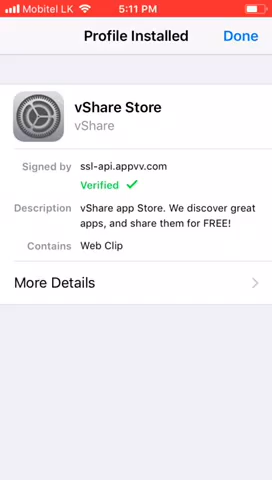 Mobitel LK 5:11 PM
Profile Installed Done
vShare Store
vShare
Signed by ssl-api.appvv.com
Verified
Description vShare app Store. We discover great
apps, and share them for FREE!
Contains Web Clip
More Details